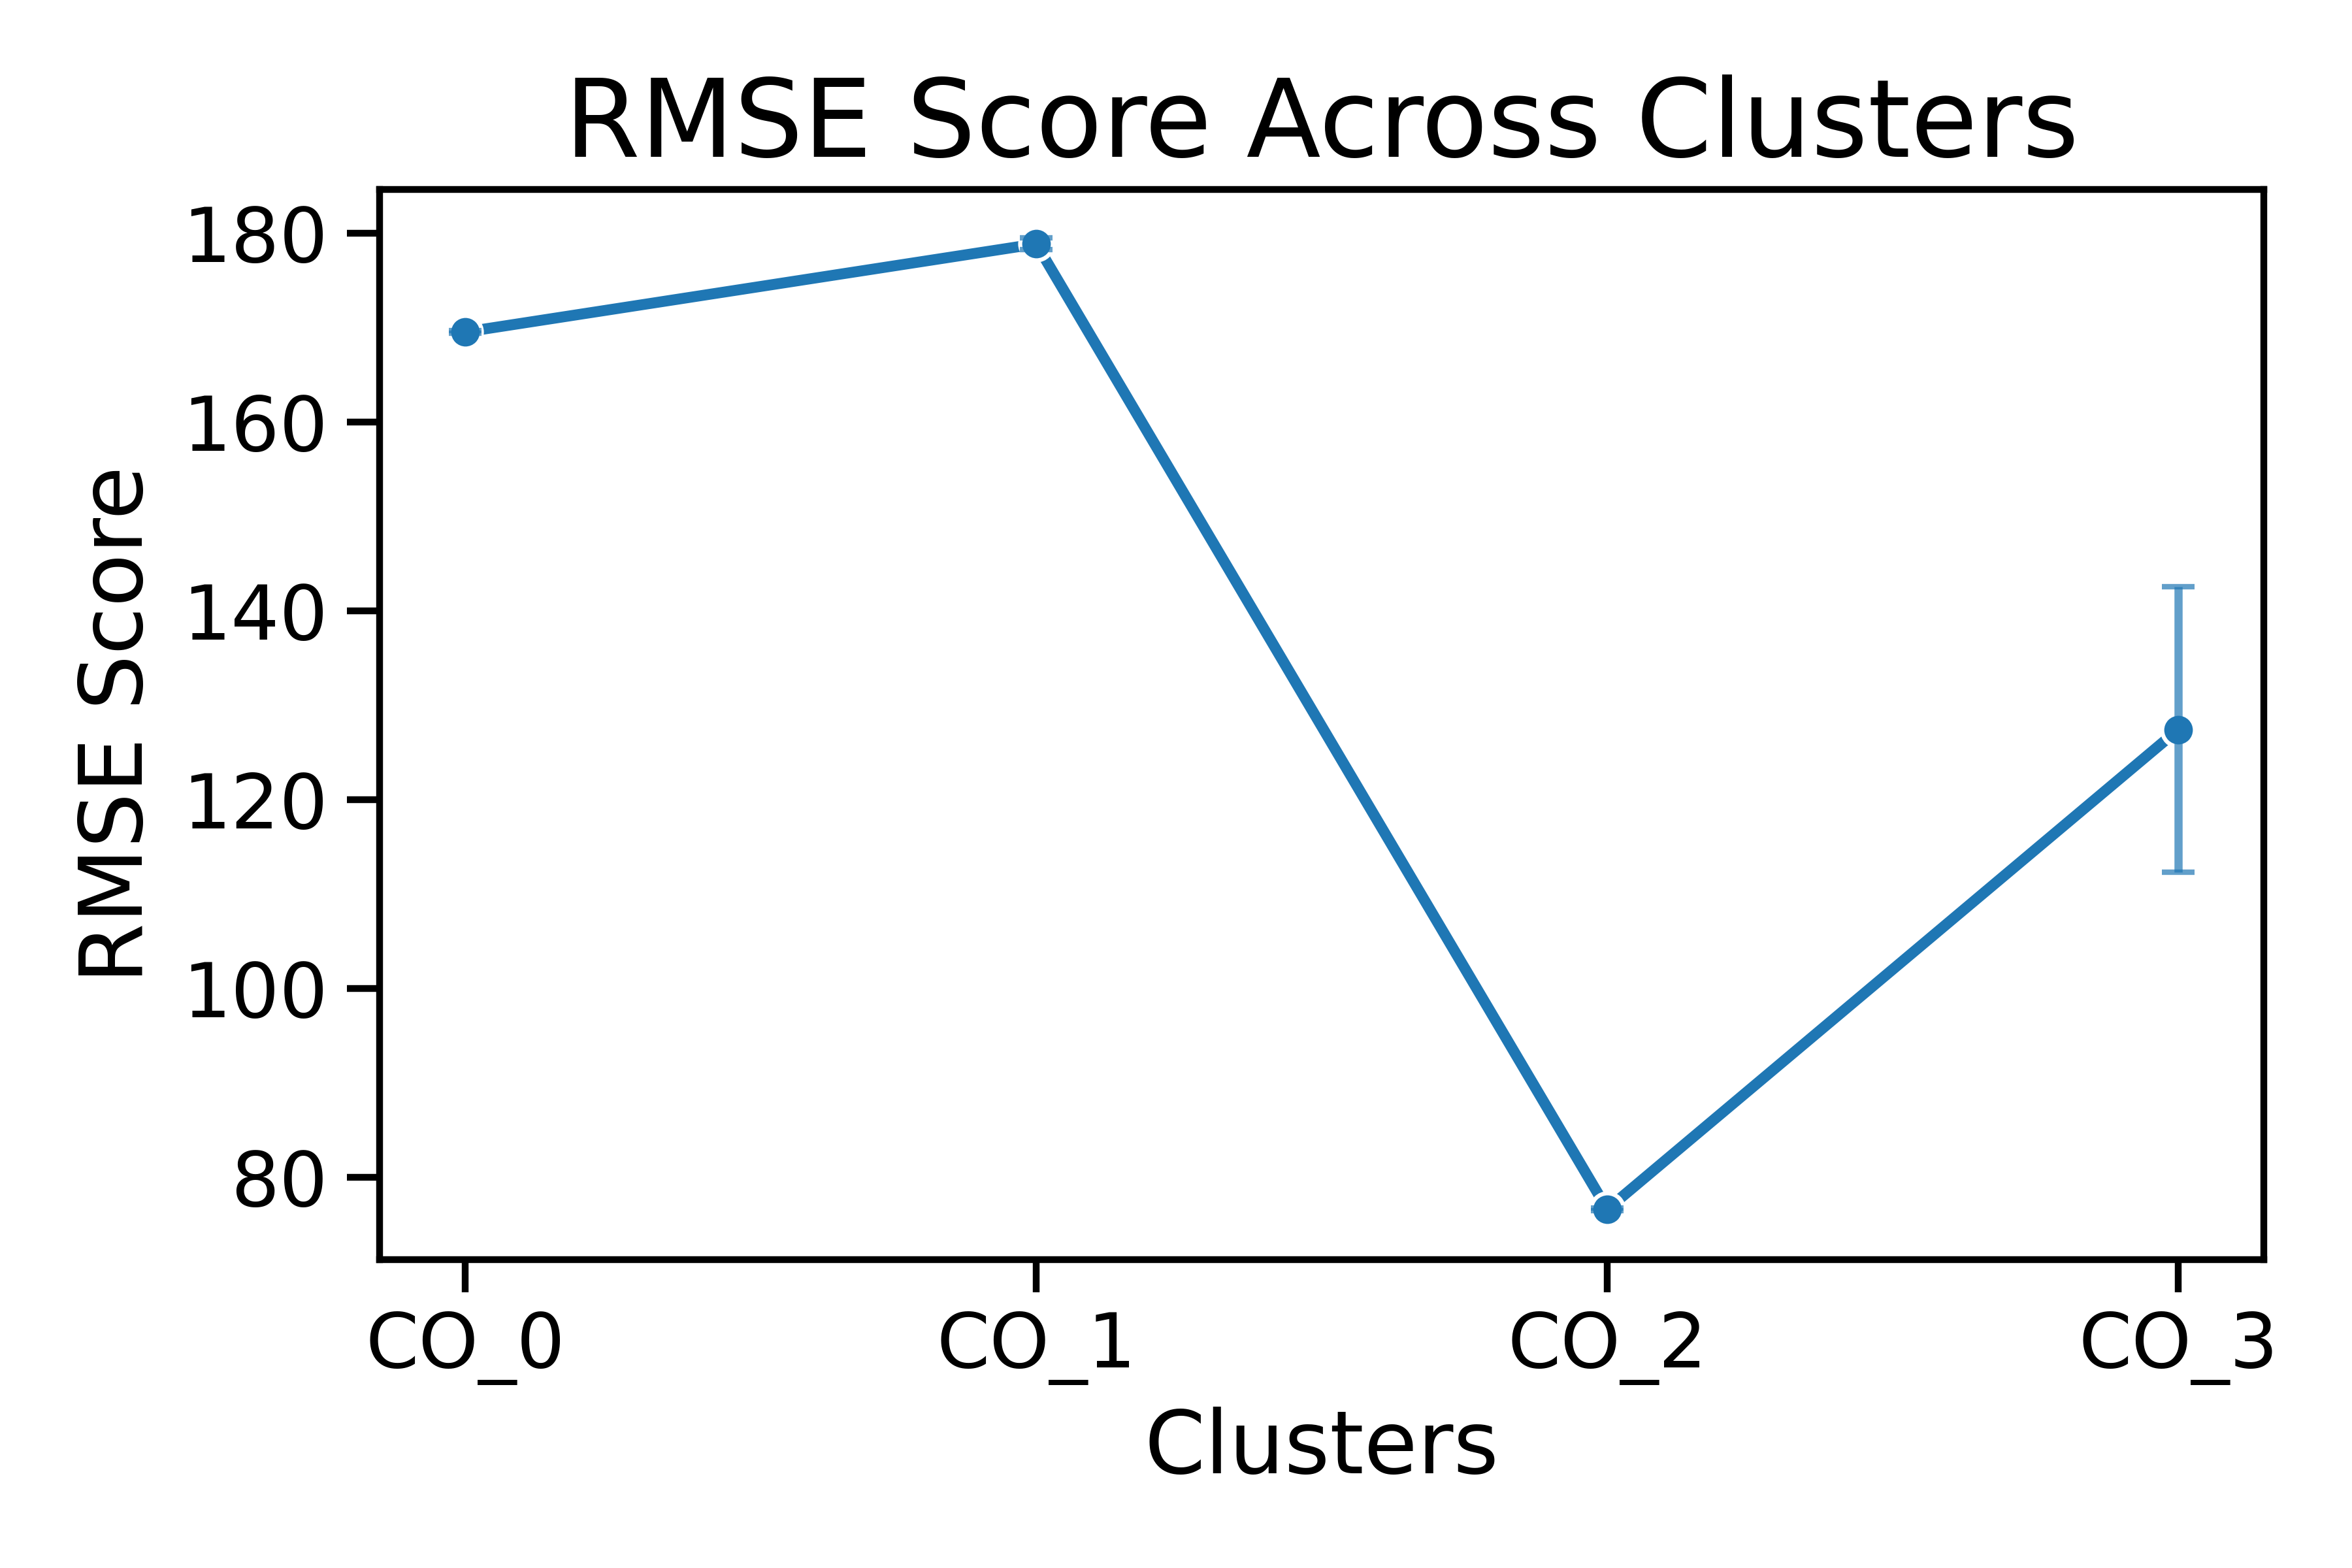 RMSE Score Across Clusters
RMSE Score
180
160
140
120
100
80
CO_0
CO_1
CO_2
CO_3
Clusters